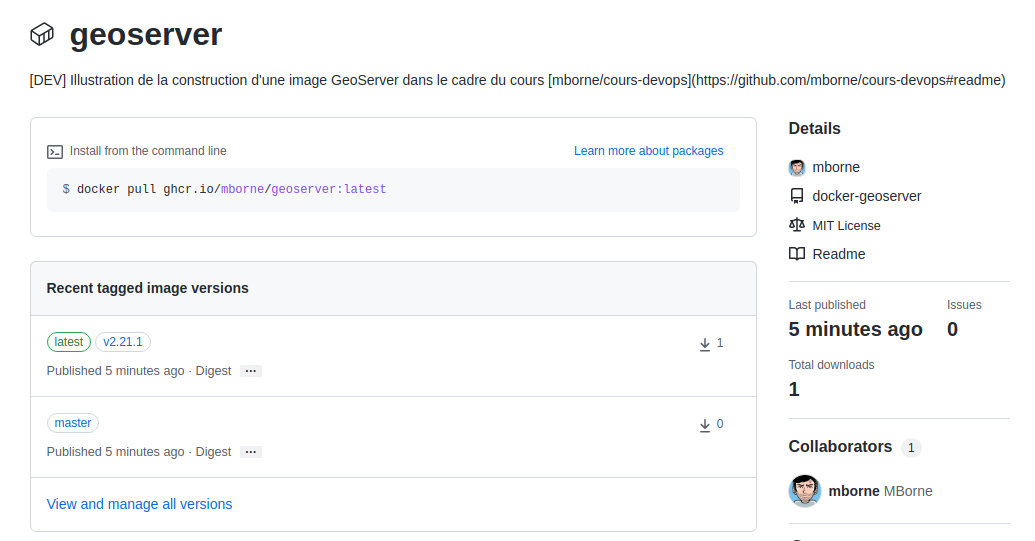 geoserver
[DEV] Illustration de la construction d'une image GeoServer dans le cadre du cours [mborne/cours-devops](https://github.com/mborne/cours-devops#readme)
Install from the command line
Learn more about packages
$ docker pull ghcr.io/mborne/geoserver:latest
Recent tagged image versions
latest v2.21.1
1
Published 5 minutes ago · Digest ...
master
0
Published 5 minutes ago · Digest ...
View and manage all versions
Details
mborne
docker-geoserver
MIT License
Readme
Last published
5 minutes ago
Issues
0
Total downloads
1
Collaborators 1
mborne MBorne